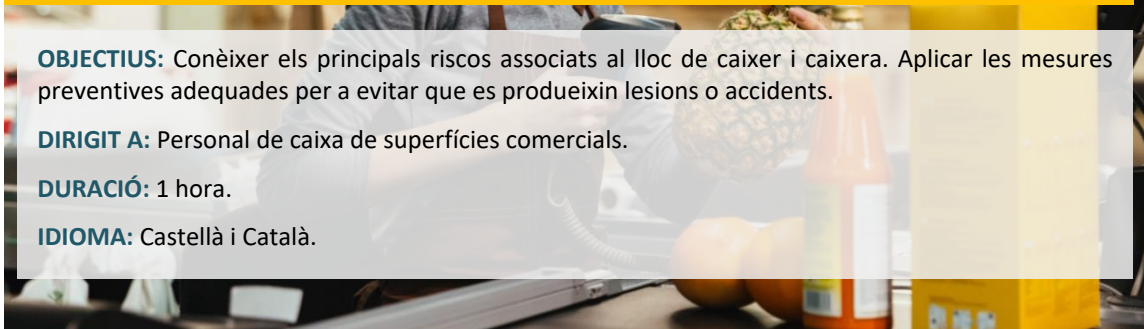 OBJECTIUS: Conèixer els principals riscos associats al lloc de caixer i caixera. Aplicar les mesures
preventives adequades per a evitar que es produeixin lesions o accidents.
DIRIGIT A: Personal de caixa de superfícies comercials.
DURACIÓ: 1 hora.
IDIOMA: Castellà i Català.